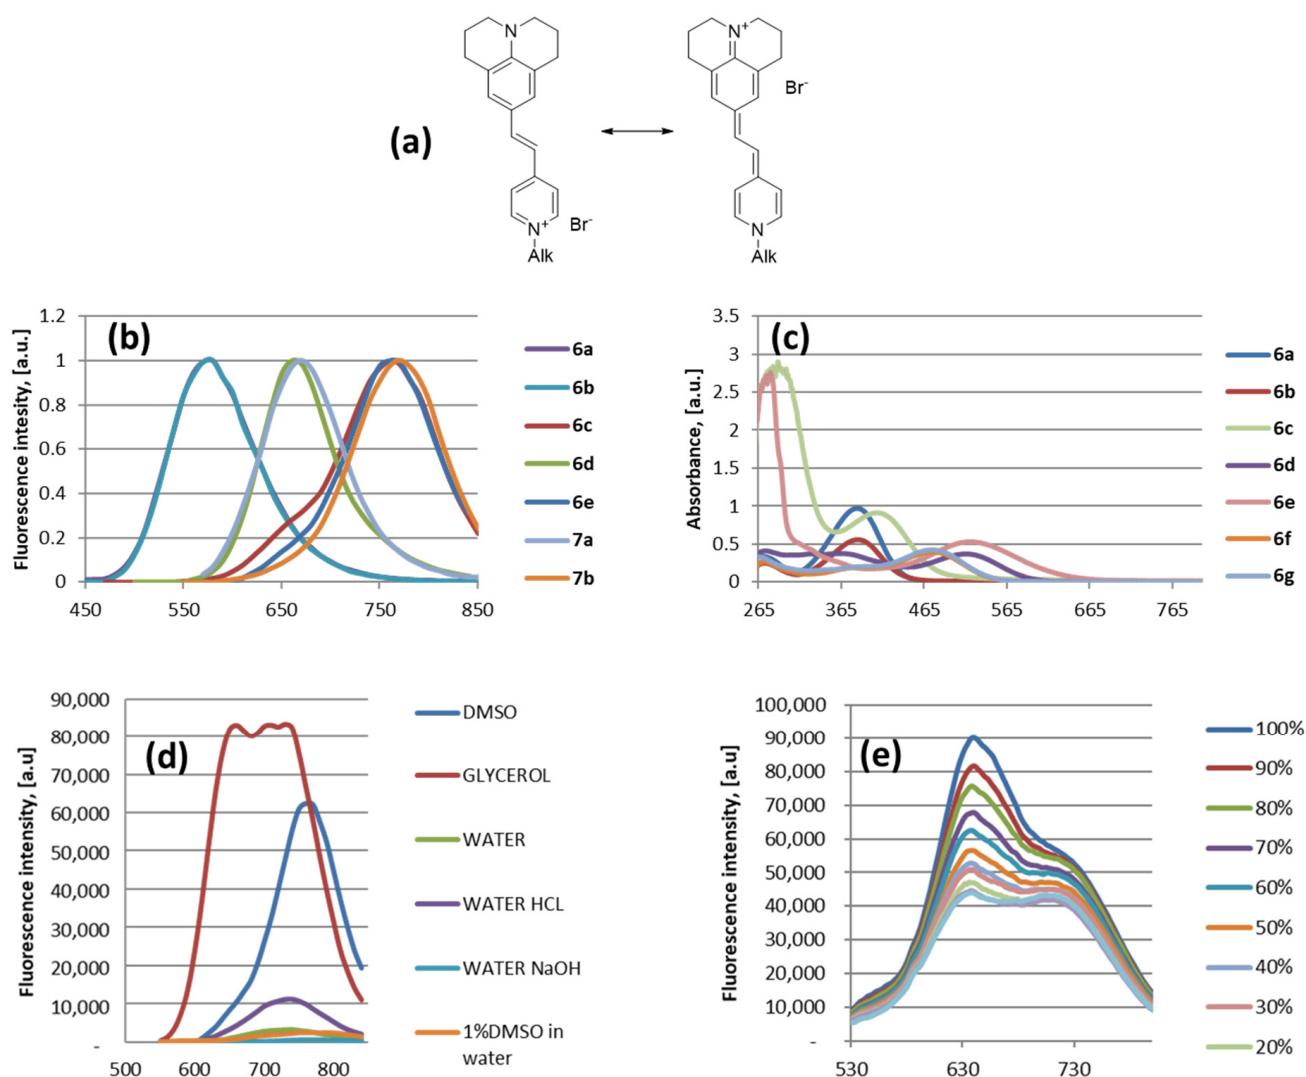 N
N+
(a)
Br-
N+
Br-
Alk
N
Alk
(b)
Fluorescence intesity, [a.u.]
1.2
1
0.8
0.6
0.4
0.2
0
450
550
650
750
850
6a
6b
6c
6d
6e
7a
7b
(c)
Absorbance, [a.u.]
3.5
3
2.5
2
1.5
1
0.5
0
265
365
465
565
665
765
6a
6b
6c
6d
6e
6f
6g
(d)
Fluorescence intensity, [a.u]
90,000
80,000
70,000
60,000
50,000
40,000
30,000
20,000
10,000
-
500
600
700
800
DMSO
GLYCEROL
WATER
WATER HCL
WATER NaOH
1%DMSO in
water
(e)
Fluorescence intensity, [a.u]
100,000
90,000
80,000
70,000
60,000
50,000
40,000
30,000
20,000
10,000
-
530
630
730
100%
90%
80%
70%
60%
50%
40%
30%
20%